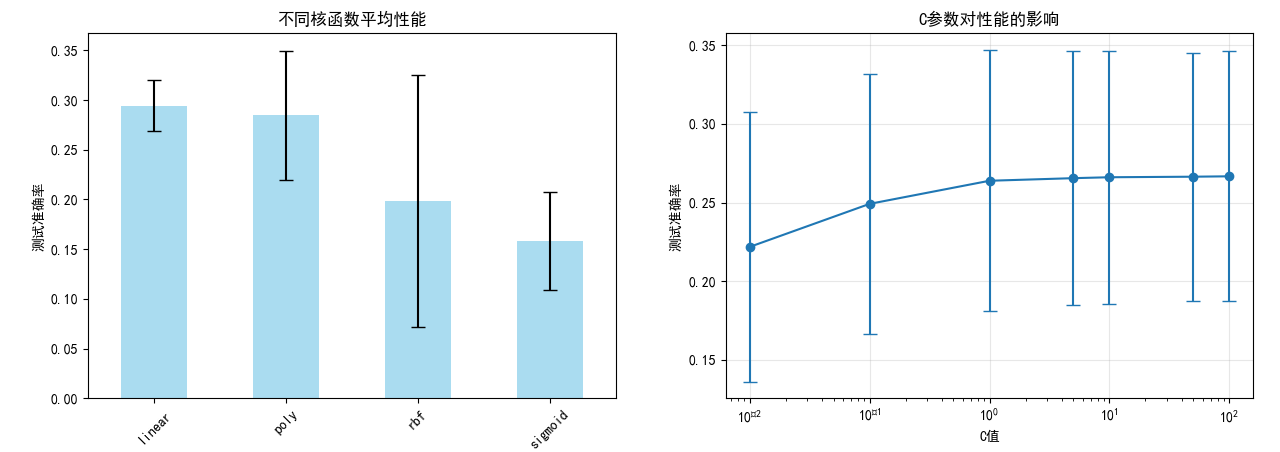 不同核函数平均性能
测试准确率
0.35
0.30
0.25
0.20
0.15
0.10
0.05
0.00
linear
poly
rbf
sigmoid
C参数对性能的影响
测试准确率
0.35
0.30
0.25
0.20
0.15
10⁰
10¹
10²
C值